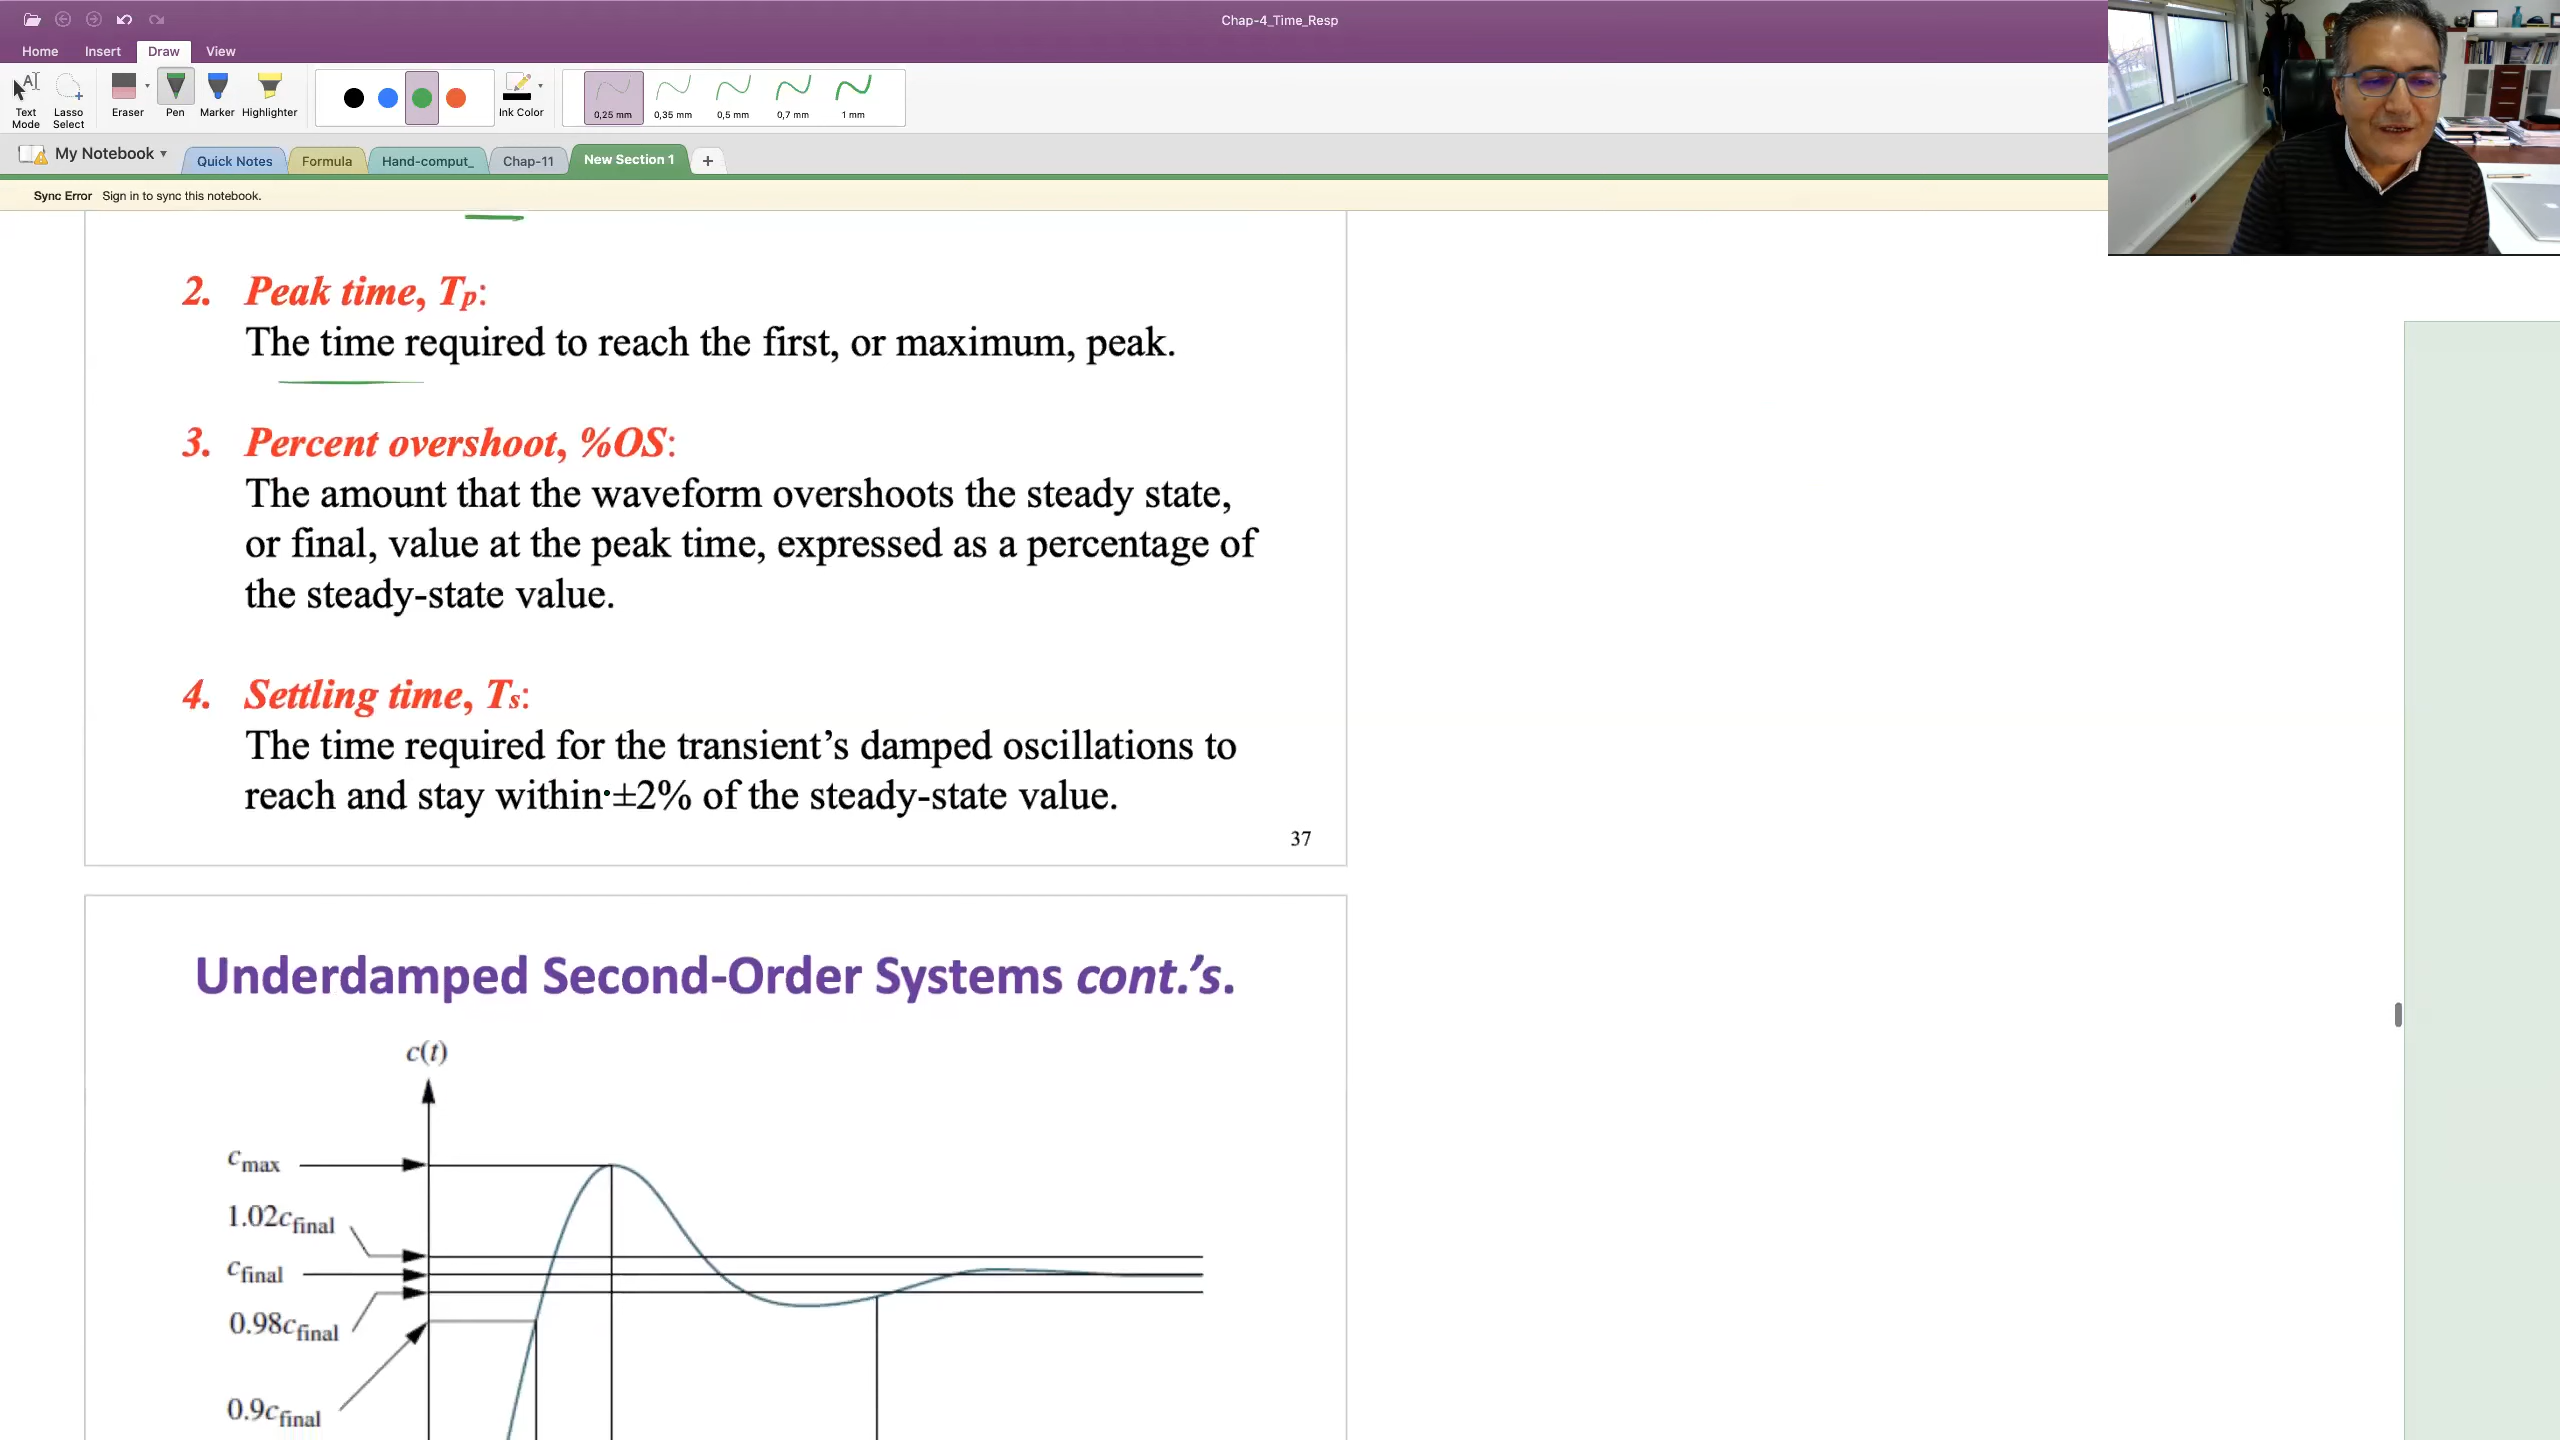 Chap-4_Time_Resp
Home Insert Draw View
Text Mode
Lasso Select
Eraser
Pen
Marker
Highlighter
Ink Color
0,25 mm
0,35 mm
0,5 mm
0,7 mm
1 mm
My Notebook
Quick Notes
Formula
Hand-comput_
Chap-11
New Section 1
+
Sync Error Sign in to sync this notebook.
2. Peak time, Tp:
The time required to reach the first, or maximum, peak.
3. Percent overshoot, %OS:
The amount that the waveform overshoots the steady state,
or final, value at the peak time, expressed as a percentage of
the steady-state value.
4. Settling time, Ts:
The time required for the transient’s damped oscillations to
reach and stay within ±2% of the steady-state value.
37
Underdamped Second-Order Systems cont.’s.
c(t)
cmax
1.02cfinal
cfinal
0.98cfinal
0.9cfinal